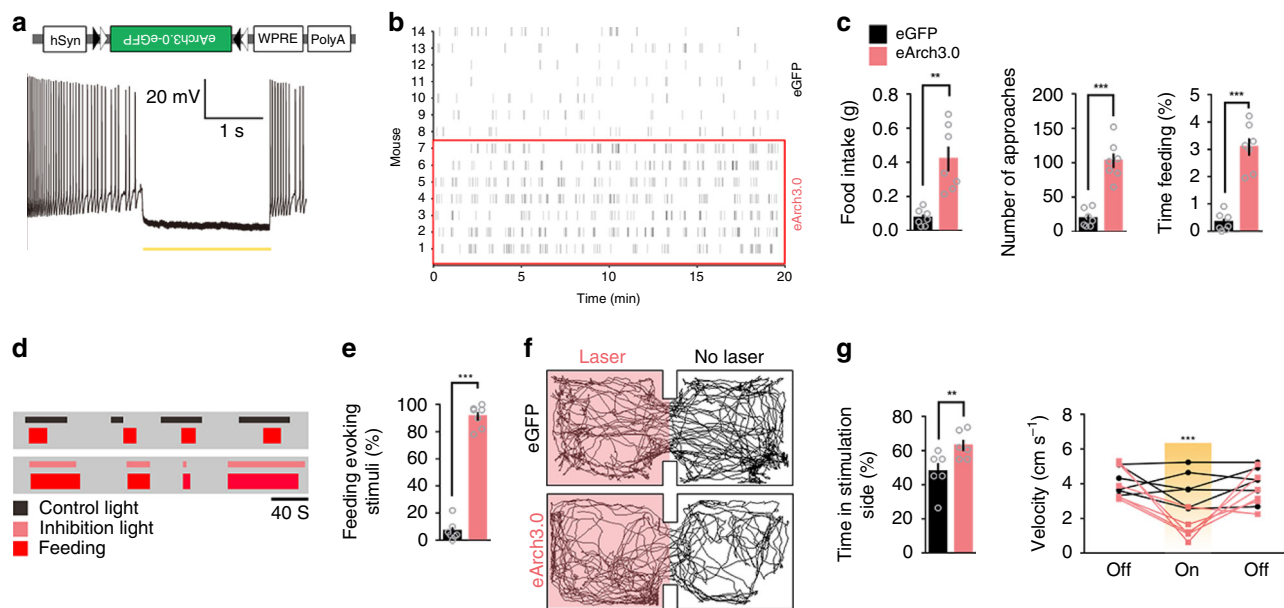 a
hSyn
eArch3.0-eGFP
WPRE
PolyA
20 mV
1 s
b
Mouse
14
13
12
11
10
9
8
7
6
5
4
3
2
1
eGFP
eArch3.0
0 5 10 15 20
Time (min)
c
eGFP
eArch3.0
Food intake (g)
0.8
0.6
0.4
0.2
0.0
**
Number of approaches
200
150
100
50
0
***
Time feeding (%)
5
4
3
2
1
0
***
d
Control light
Inhibition light
Feeding
40 S
e
Feeding evoking
stimuli (%)
100
80
60
40
20
0
***
f
Laser No laser
eGFP
eArch3.0
g
Time in stimulation
side (%)
80
60
40
20
0
**
Velocity (cm s⁻¹)
8
6
4
2
0
***
Off On Off